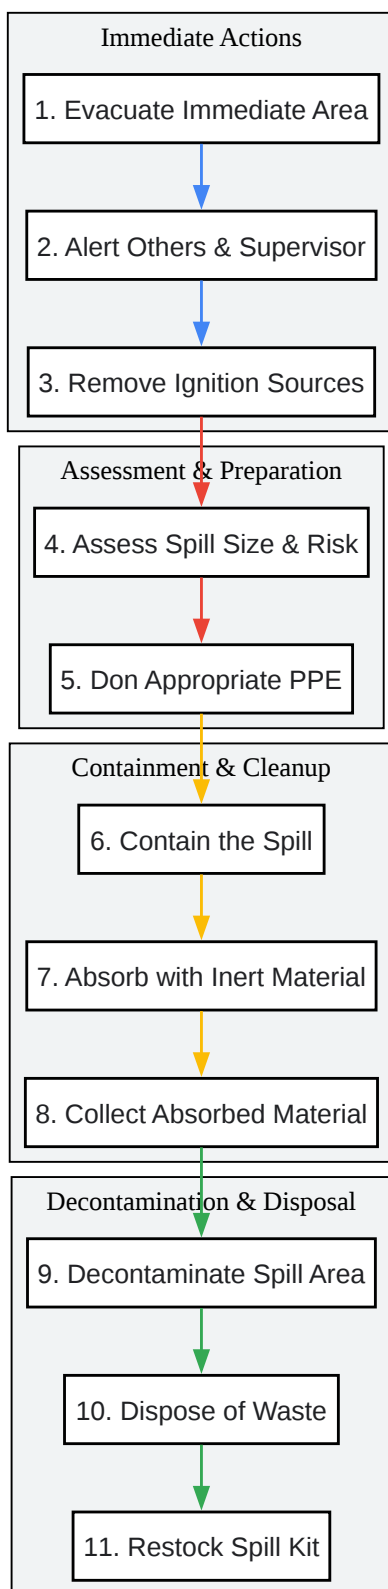 Immediate Actions
1. Evacuate Immediate Area
2. Alert Others & Supervisor
3. Remove Ignition Sources
Assessment & Preparation
4. Assess Spill Size & Risk
5. Don Appropriate PPE
Containment & Cleanup
6. Contain the Spill
7. Absorb with Inert Material
8. Collect Absorbed Material
Decontamination & Disposal
9. Decontaminate Spill Area
10. Dispose of Waste
11. Restock Spill Kit